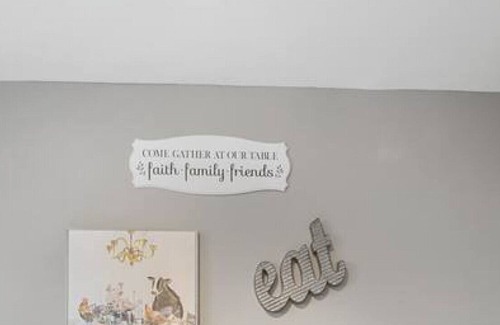 COME GATHER AT OUR TABLE
faith · family · friends
eat